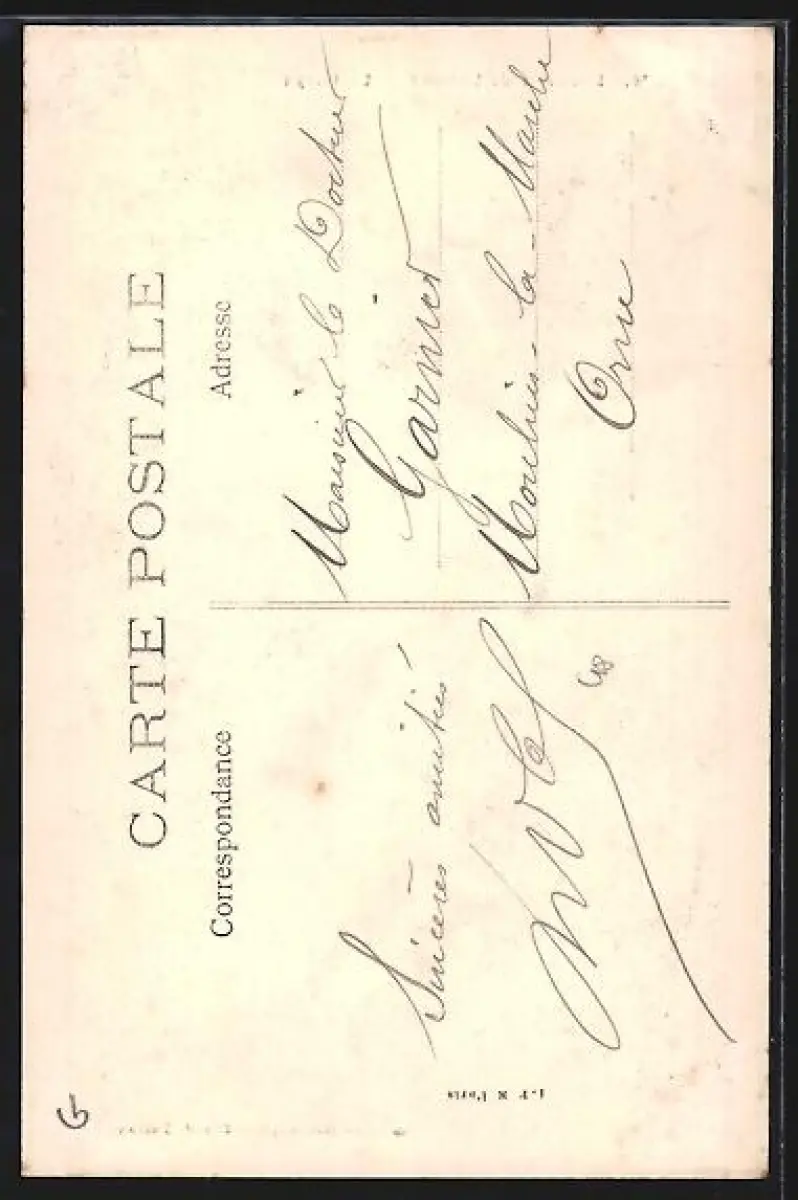 CARTE POSTALE
Correspondance
Adresse
Sincères amitiés
Monsieur le Docteur
Garnier
Moulins-la-Marche
Orne